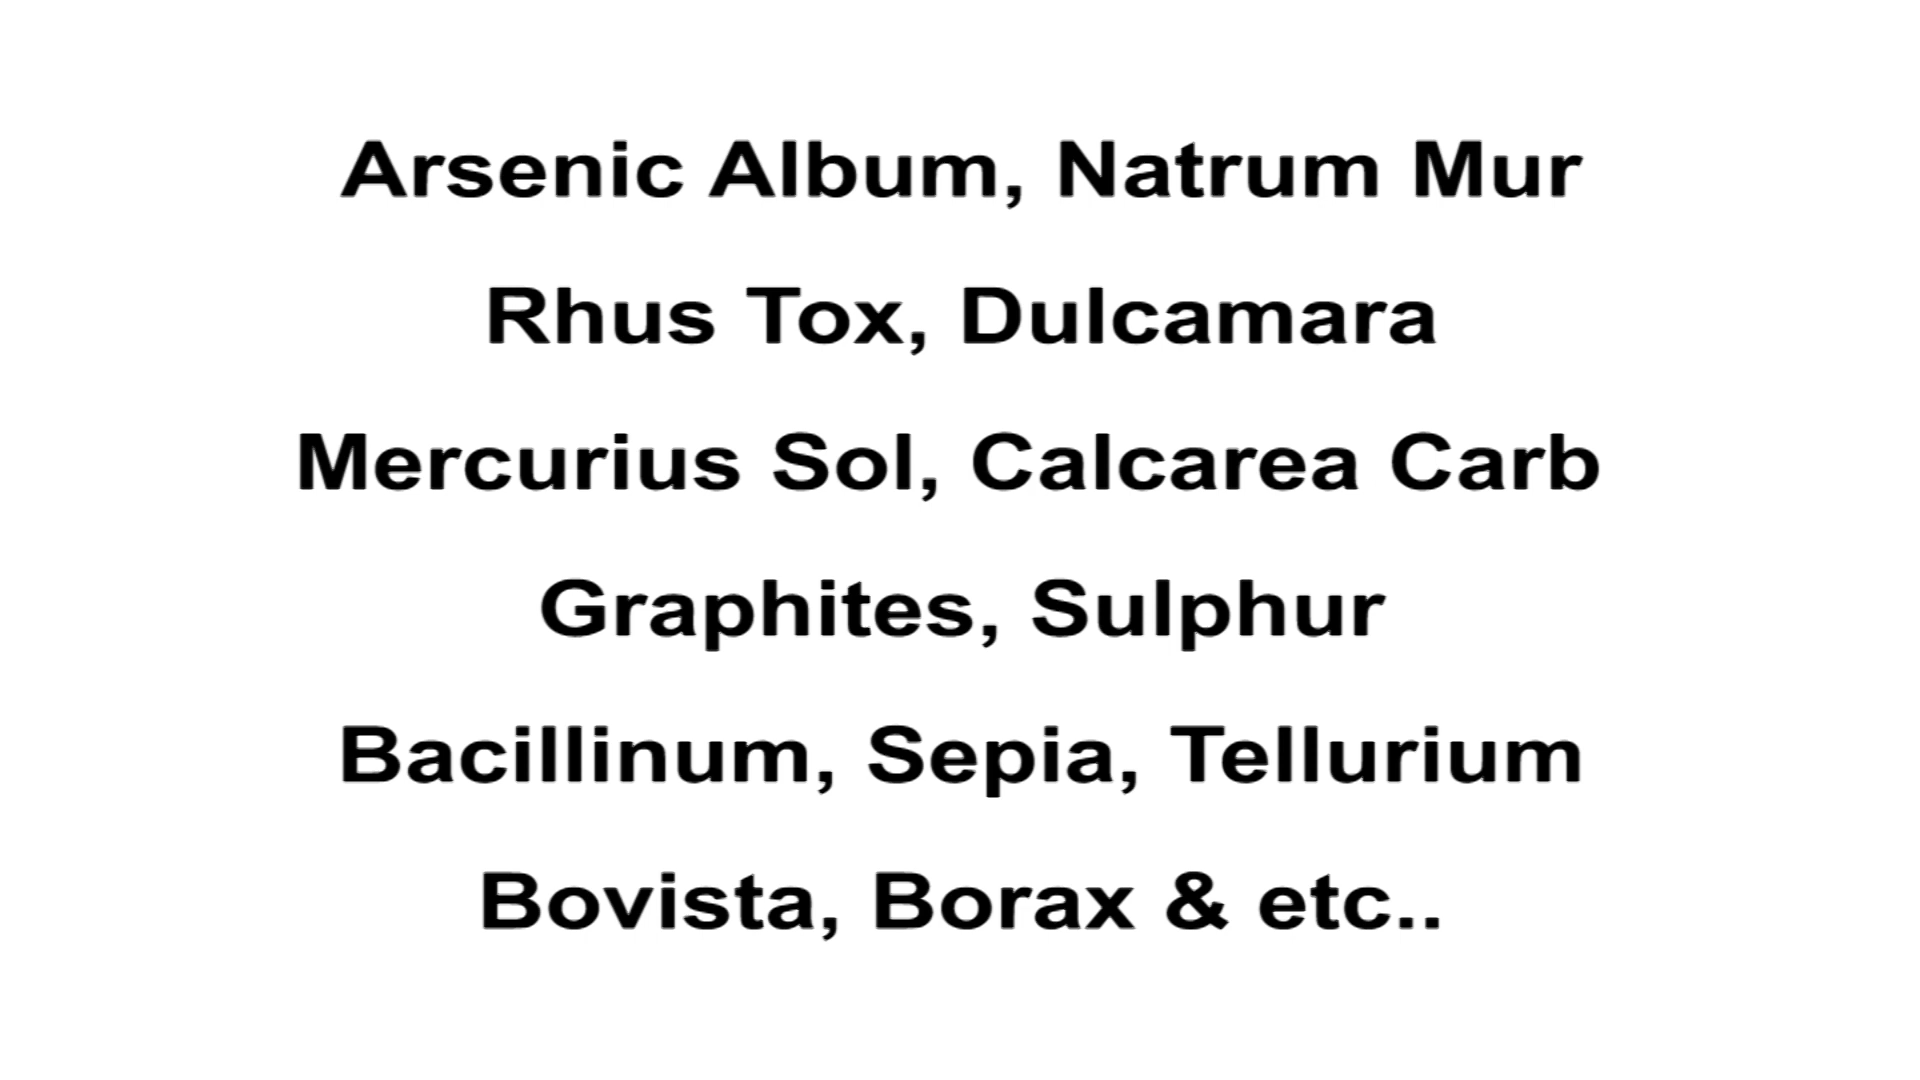 Arsenic Album, Natrum Mur
Rhus Tox, Dulcamara
Mercurius Sol, Calcarea Carb
Graphites, Sulphur
Bacillinum, Sepia, Tellurium
Bovista, Borax & etc..